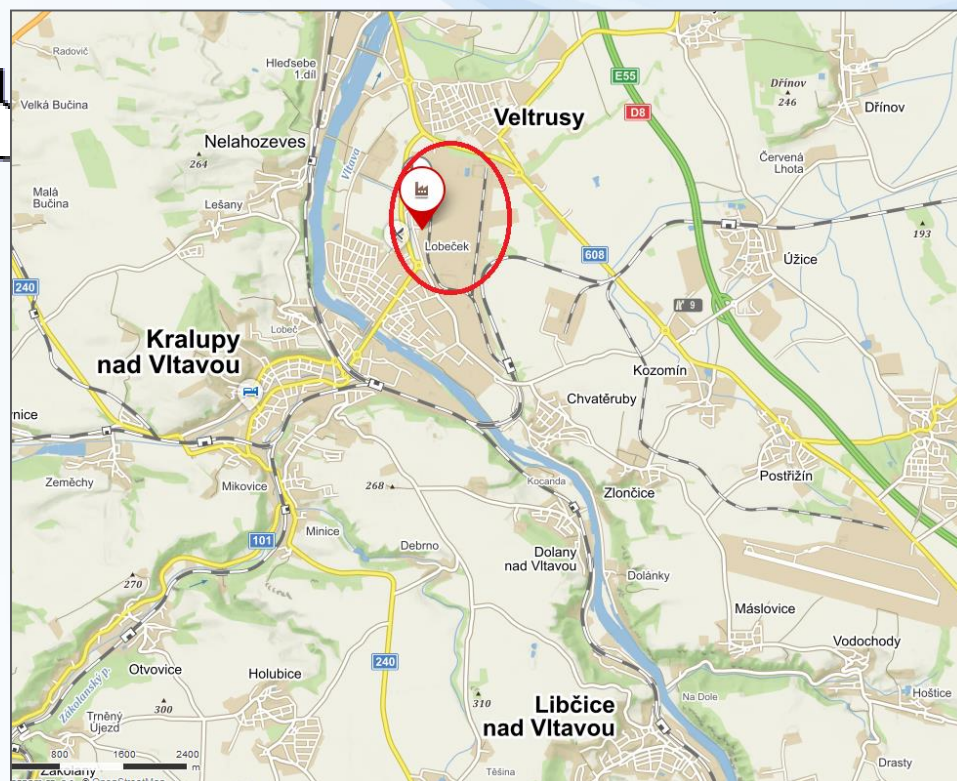 Radovič
Hleďsebe
1.díl
E55
Velká Bučina
Veltrusy
D8
Dřínov
246
Dřínov
Nelahozeves
264
Vltava
Červená
Lhota
Malá
Bučina
Lešany
193
Lobeček
608
Úžice
240
9
Kralupy
nad Vltavou
Lobeč
Kozomín
Chvatěruby
Zeměchy
Mikovice
268
Kocanda
Zlončice
Postřižín
101
Minice
Debrno
Dolany
nad Vltavou
Dolánky
270
Máslovice
Vodochody
Otvovice
Holubice
240
Zákolanský p.
Trněný
Újezd
300
310
Libčice
nad Vltavou
Na Dole
Hoštice
800 1600 2400
m
Zákolany
Těšina
Drasty